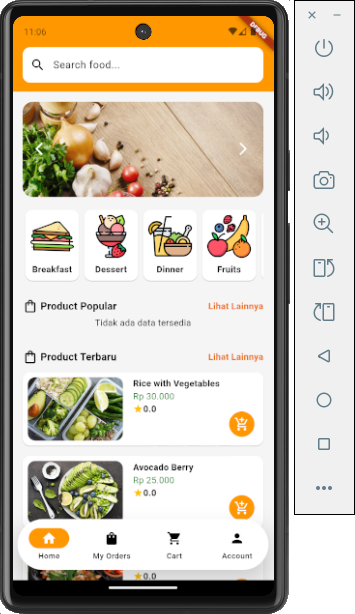 11:06
DEBUG
Search food...
Breakfast
Dessert
Dinner
Fruits
Product Popular
Lihat Lainnya
Tidak ada data tersedia
Product Terbaru
Lihat Lainnya
Rice with Vegetables
Rp 30.000
0.0
Avocado Berry
Rp 25.000
0.0
Home
My Orders
Cart
Account
0.0